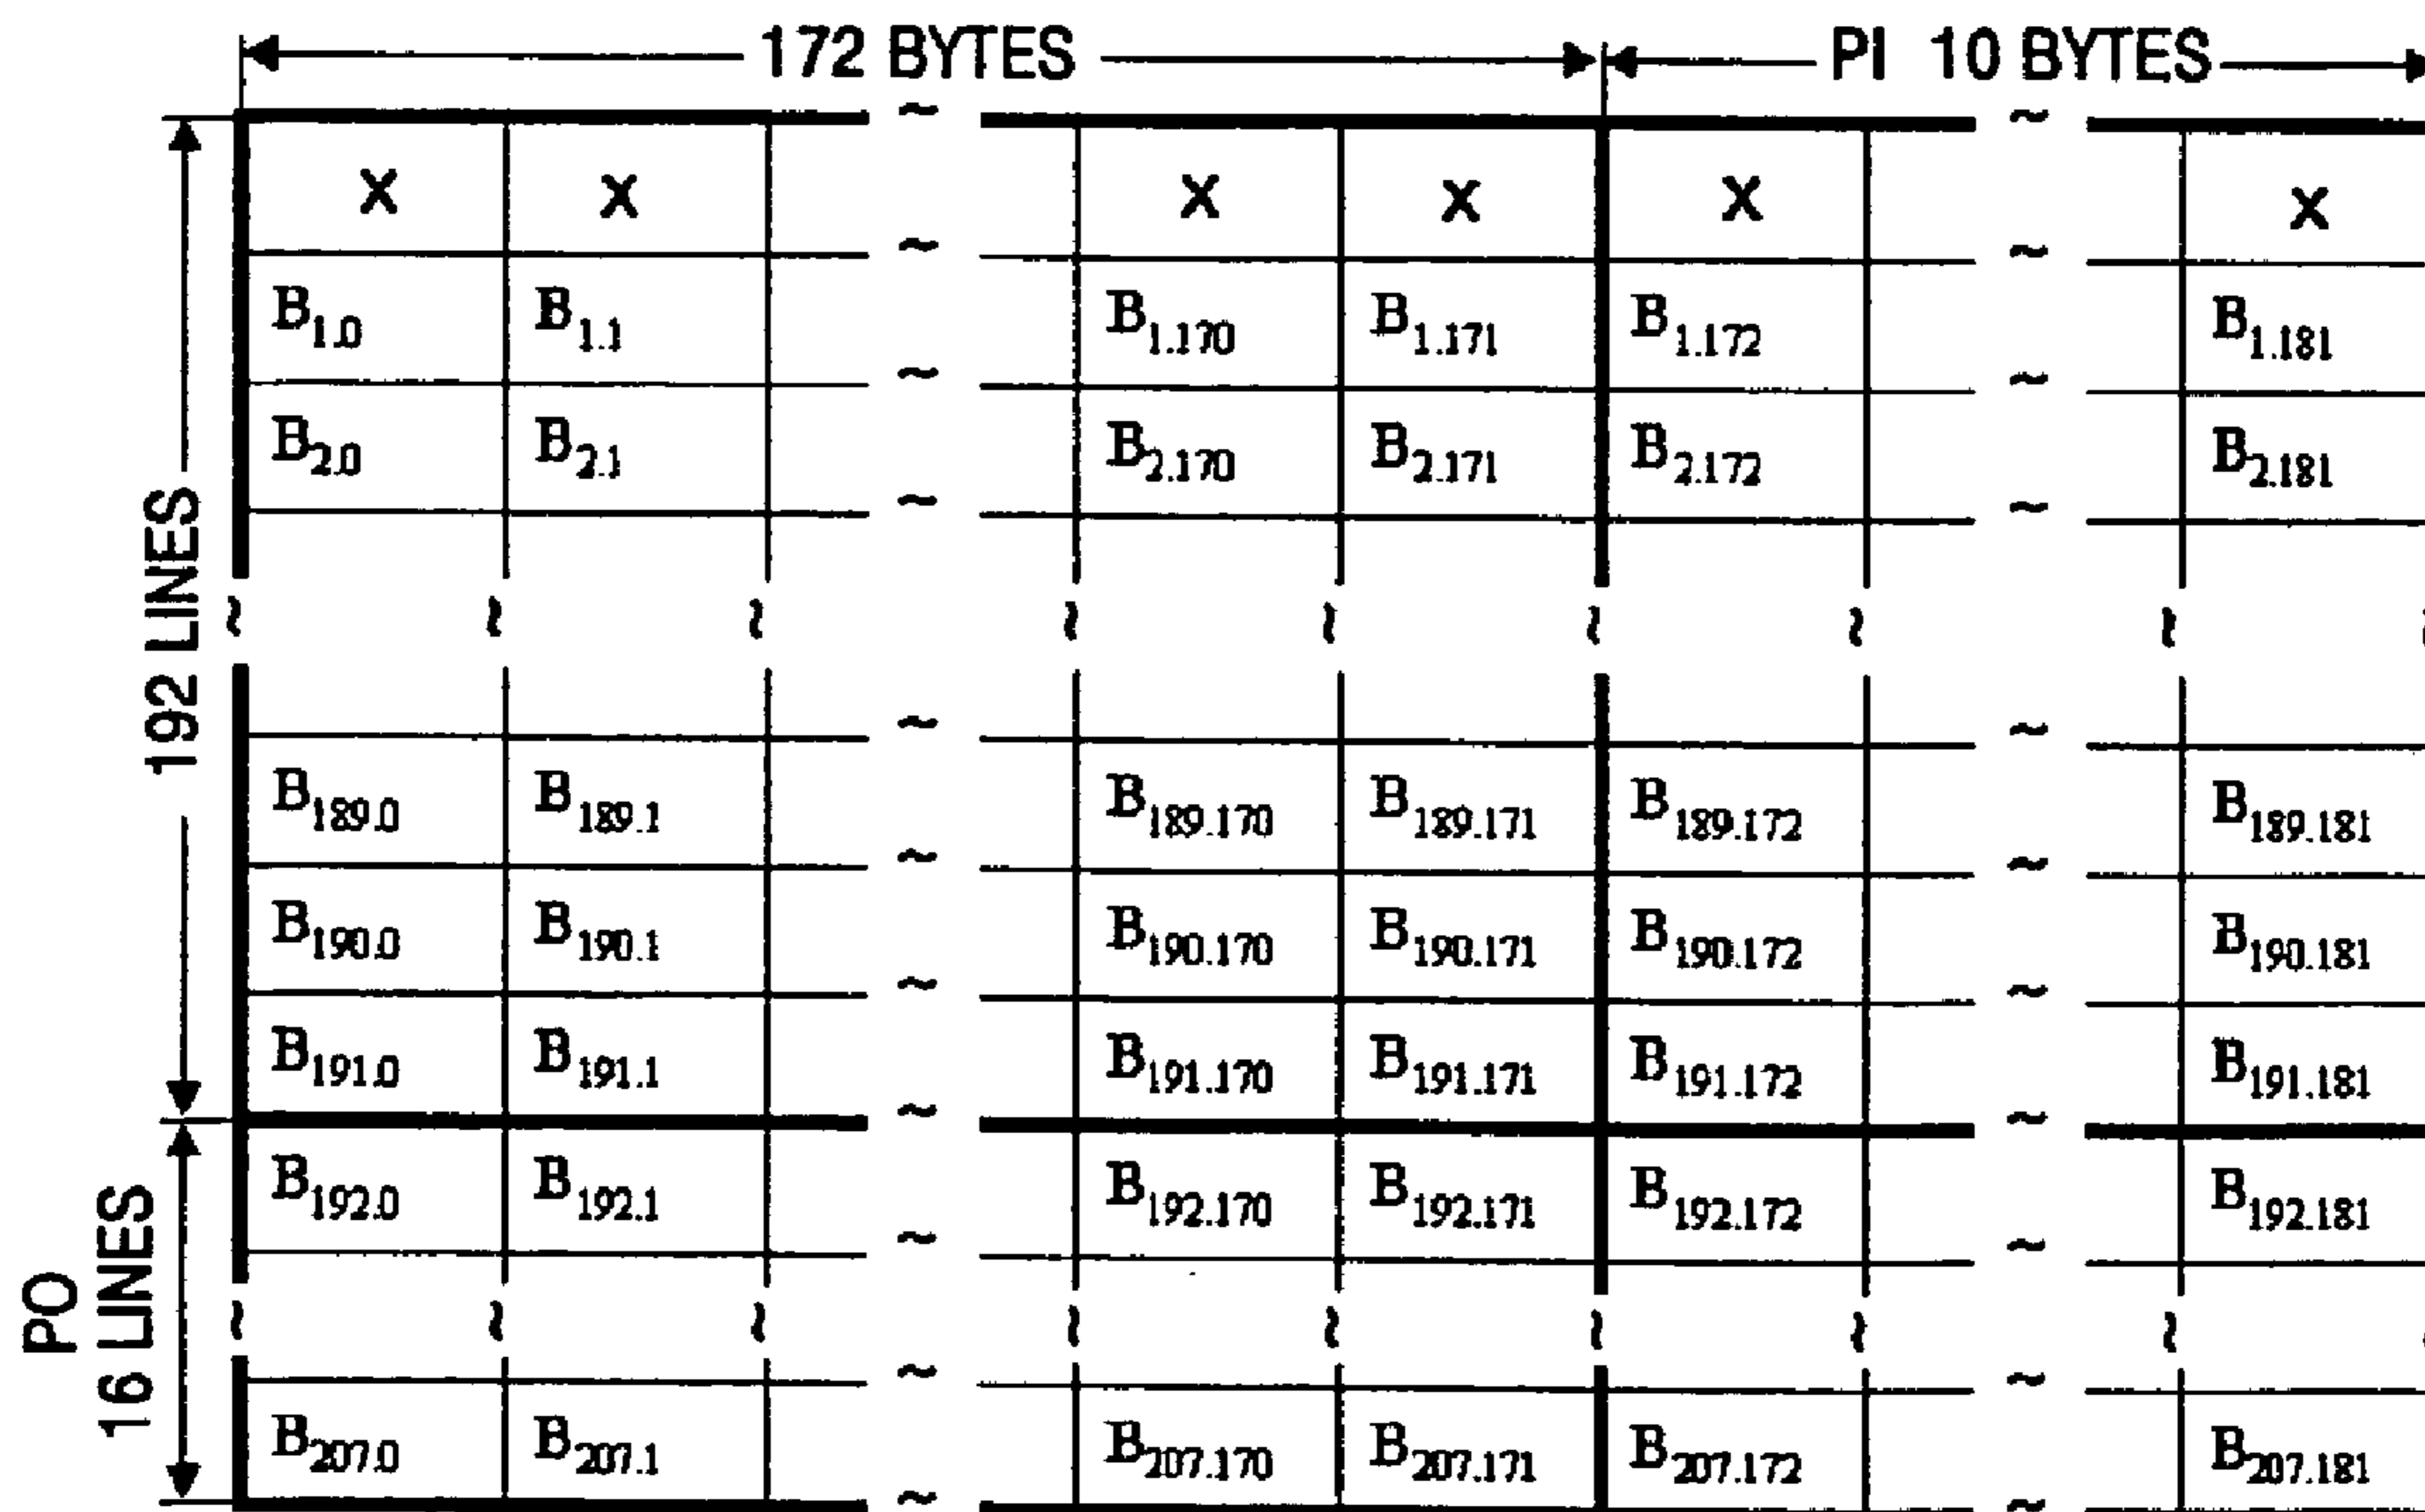 172 BYTES PI 10 BYTES
X X X X X X
B1.0 B1.1 B1.170 B1.171 B1.172 B1.181
B2.0 B2.1 B2.170 B2.171 B2.172 B2.181
192 LINES
B189.0 B189.1 B189.170 B189.171 B189.172 B189.181
B190.0 B190.1 B190.170 B190.171 B190.172 B190.181
B191.0 B191.1 B191.170 B191.171 B191.172 B191.181
B192.0 B192.1 B192.170 B192.171 B192.172 B192.181
PO
16 LINES
B207.0 B207.1 B207.170 B207.171 B207.172 B207.181